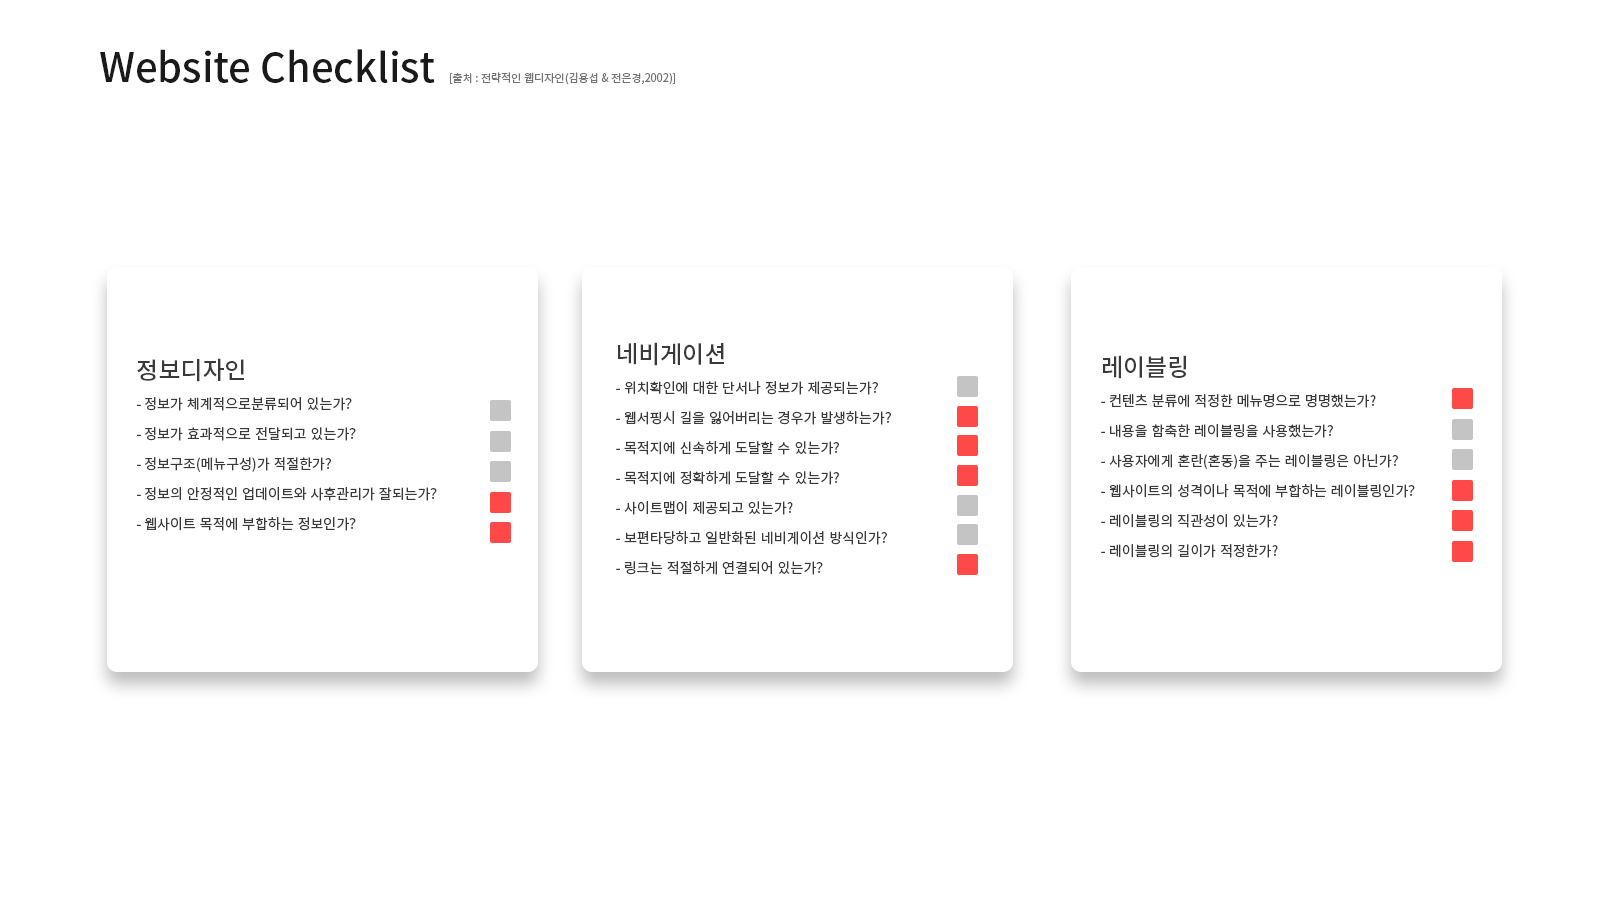 Website Checklist [출처 : 전략적인 웹디자인(김용섭 & 전은경,2002)]
정보디자인
- 정보가 체계적으로분류되어 있는가?
- 정보가 효과적으로 전달되고 있는가?
- 정보구조(메뉴구성)가 적절한가?
- 정보의 안정적인 업데이트와 사후관리가 잘되는가?
- 웹사이트 목적에 부합하는 정보인가?
네비게이션
- 위치확인에 대한 단서나 정보가 제공되는가?
- 웹서핑시 길을 잃어버리는 경우가 발생하는가?
- 목적지에 신속하게 도달할 수 있는가?
- 목적지에 정확하게 도달할 수 있는가?
- 사이트맵이 제공되고 있는가?
- 보편타당하고 일반화된 네비게이션 방식인가?
- 링크는 적절하게 연결되어 있는가?
레이블링
- 컨텐츠 분류에 적정한 메뉴명으로 명명했는가?
- 내용을 함축한 레이블링을 사용했는가?
- 사용자에게 혼란(혼동)을 주는 레이블링은 아닌가?
- 웹사이트의 성격이나 목적에 부합하는 레이블링인가?
- 레이블링의 직관성이 있는가?
- 레이블링의 길이가 적정한가?